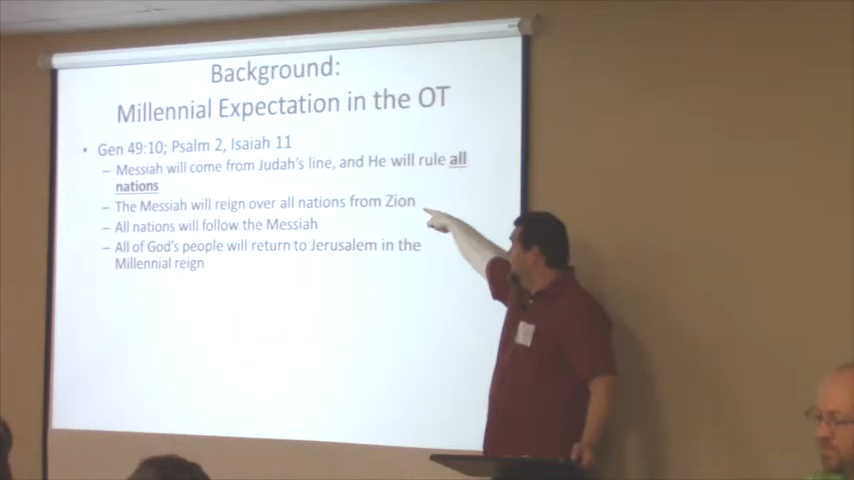 Background:
Millennial Expectation in the OT
• Gen 49:10; Psalm 2, Isaiah 11
– Messiah will come from Judah's line, and He will rule all
nations
– The Messiah will reign over all nations from Zion
– All nations will follow the Messiah
– All of God's people will return to Jerusalem in the
Millennial reign